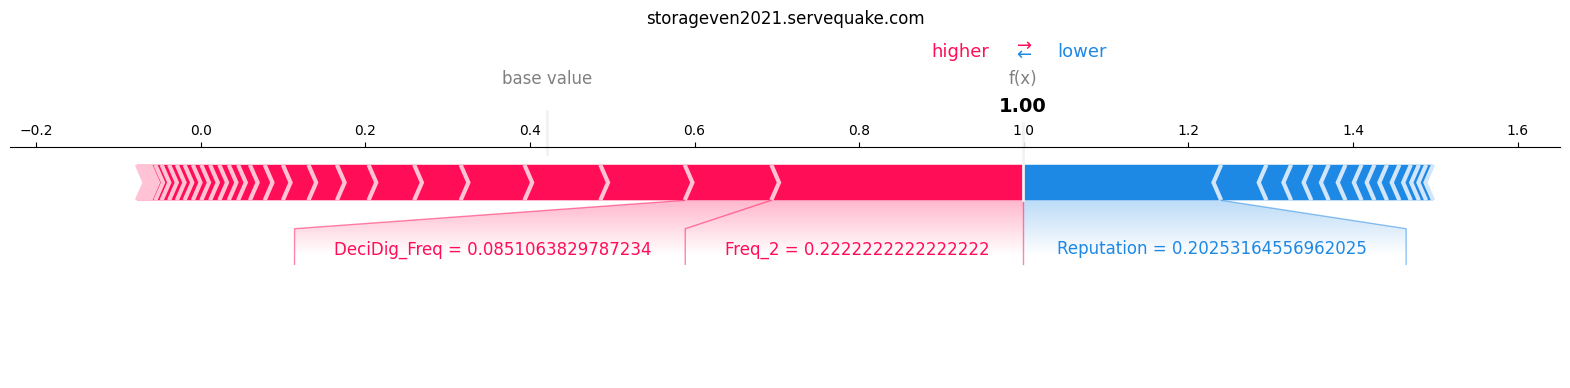 storageven2021.servequake.com
higher ⇄ lower
base value f(x)
1.00
−0.2 0.0 0.2 0.4 0.6 0.8 1.0 1.2 1.4 1.6
DeciDig_Freq = 0.0851063829787234 Freq_2 = 0.2222222222222222 Reputation = 0.20253164556962025